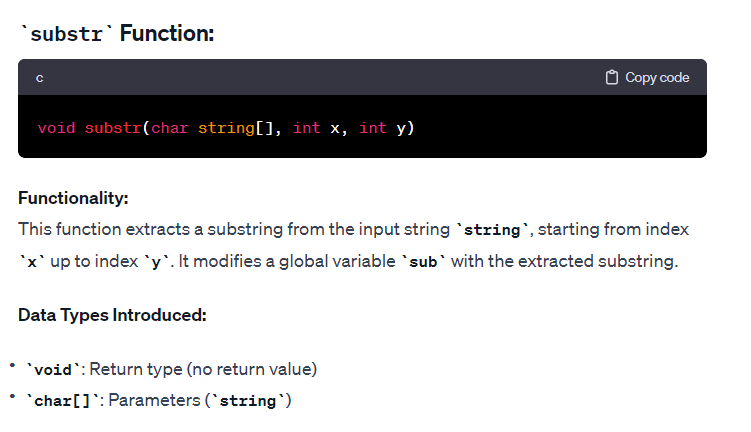 `substr` Function:
c
Copy code
void substr(char string[], int x, int y)
Functionality:
This function extracts a substring from the input string `string`, starting from index
`x` up to index `y`. It modifies a global variable `sub` with the extracted substring.
Data Types Introduced:
• `void`: Return type (no return value)
• `char[]`: Parameters (`string`)